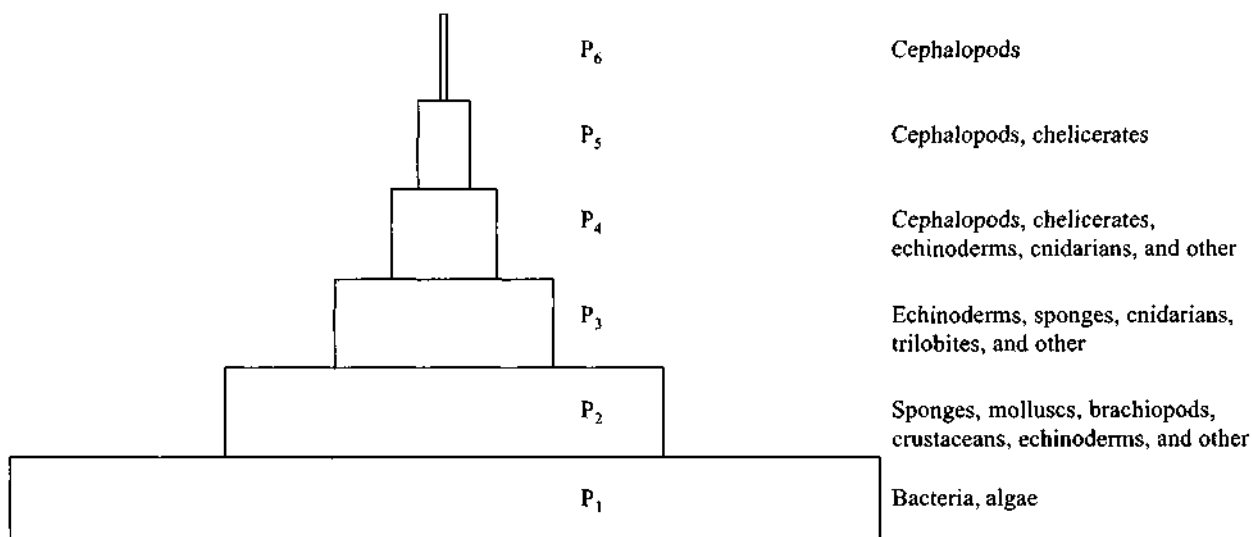 P6 Cephalopods
P5 Cephalopods, chelicerates
P4 Cephalopods, chelicerates,
echinoderms, cnidarians, and other
P3 Echinoderms, sponges, cnidarians,
trilobites, and other
P2 Sponges, molluscs, brachiopods,
crustaceans, echinoderms, and other
P1 Bacteria, algae